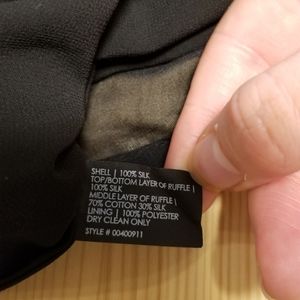 SHELL | 100% SILK
TOP/BOTTOM LAYER OF RUFFLE \
100% SILK
MIDDLE LAYER OF RUFFLE \
70% COTTON 30% SILK
LINING | 100% POLYESTER
DRY CLEAN ONLY
STYLE # 00400911